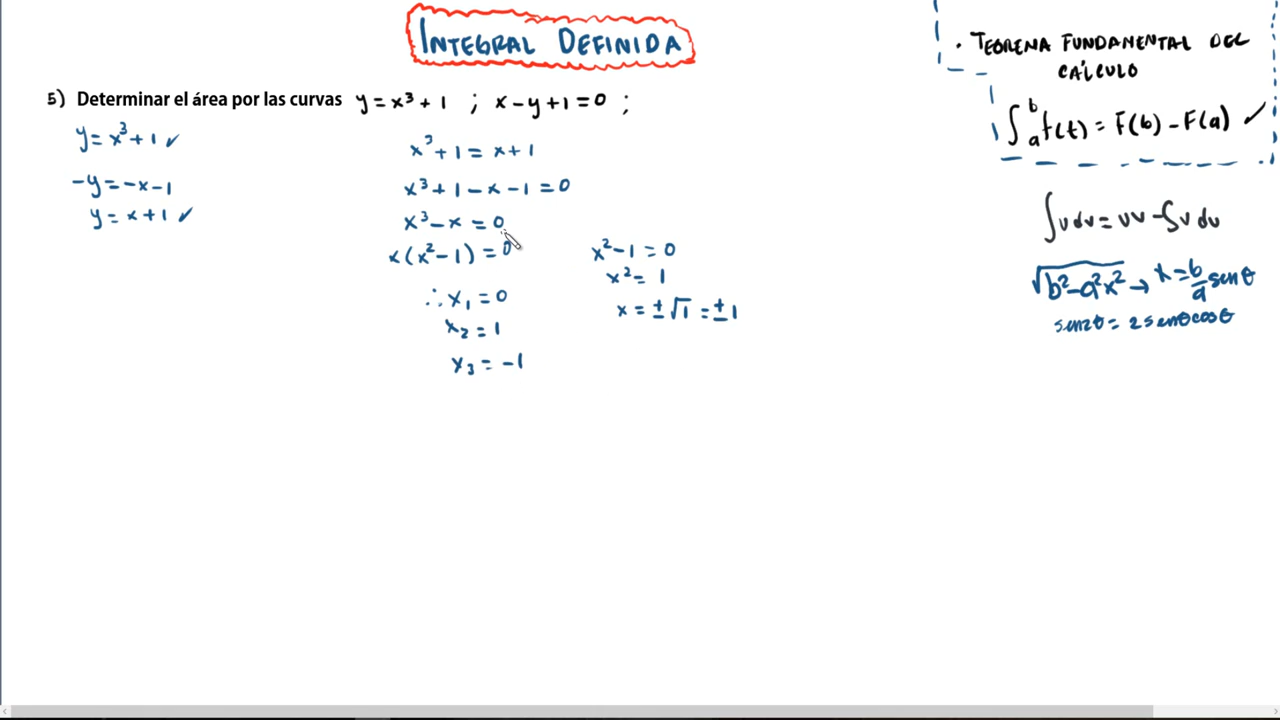 INTEGRAL DEFINIDA
5) Determinar el área por las curvas y = x³ + 1 ; x - y + 1 = 0 ;
y = x³ + 1 ✓
-y = -x - 1
y = x + 1 ✓
x³ + 1 = x + 1
x³ + 1 - x - 1 = 0
x³ - x = 0
x(x² - 1) = 0
∴ x₁ = 0
x₂ = 1
x₃ = -1
x² - 1 = 0
x² = 1
x = ±√1 = ±1
· TEOREMA FUNDAMENTAL DEL
CÁLCULO
∫ₐᵇ f(t) = F(b) - F(a) ✓
∫u dv = uv - ∫v du
√(b² - a²x²) → x = b/a senθ
sen2θ = 2senθcosθ